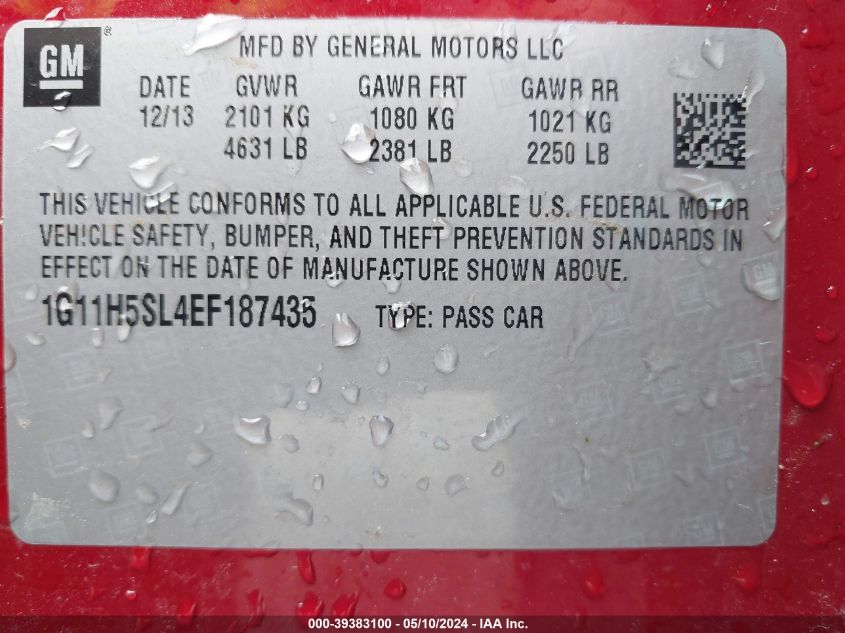 GM ®
MFD BY GENERAL MOTORS LLC
DATE GVWR GAWR FRT GAWR RR
12/13 2101 KG 1080 KG 1021 KG
4631 LB 2381 LB 2250 LB
THIS VEHICLE CONFORMS TO ALL APPLICABLE U.S. FEDERAL MOTOR
VEHICLE SAFETY, BUMPER, AND THEFT PREVENTION STANDARDS IN
EFFECT ON THE DATE OF MANUFACTURE SHOWN ABOVE.
1G11H5SL4EF187435 TYPE: PASS CAR
000-39383100 - 05/10/2024 - IAA Inc.